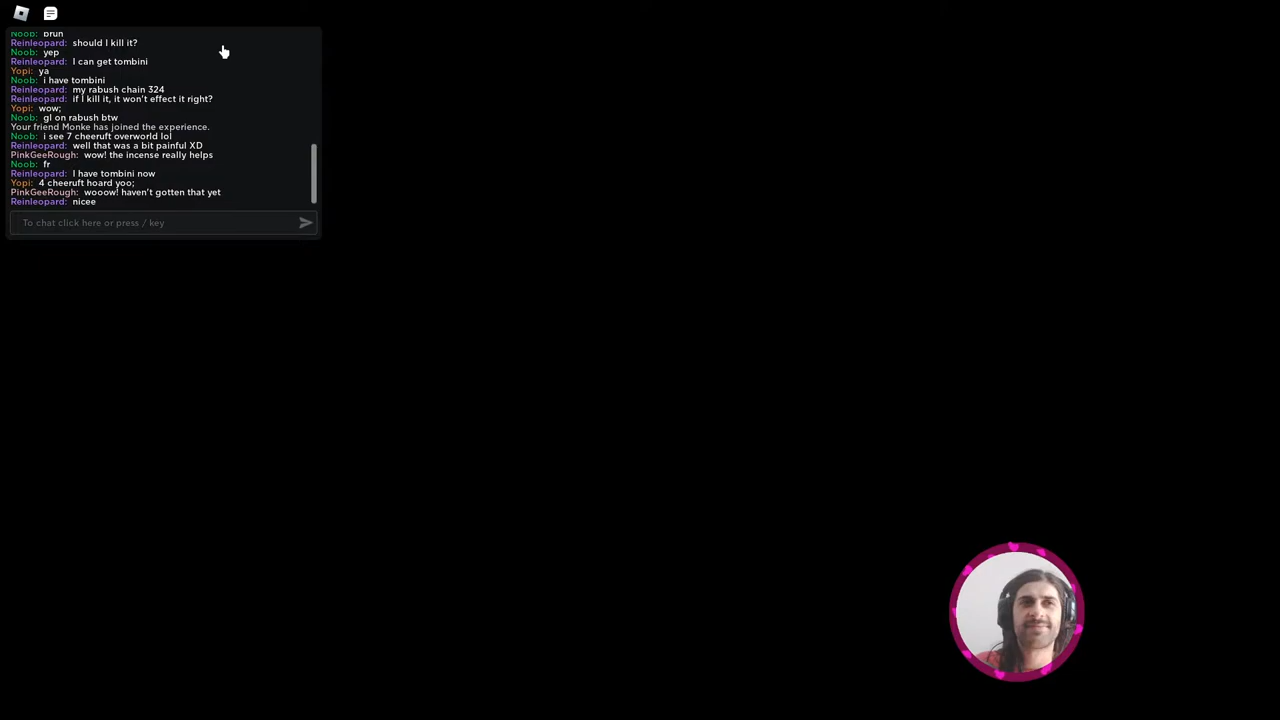 Noob: bruh
Reinleopard: should I kill it?
Noob: yep
Reinleopard: I can get tombini
Yopi: ya
Noob: i have tombini
Reinleopard: my rabush chain 324
Reinleopard: if I kill it, it won't effect it right?
Yopi: wow;
Noob: gl on rabush btw
Your friend Monke has joined the experience.
Noob: i see 7 cheeruft overworld lol
Reinleopard: well that was a bit painful XD
PinkGeeRough: wow! the incense really helps
Noob: fr
Reinleopard: I have tombini now
Yopi: 4 cheeruft hoard yoo;
PinkGeeRough: wooow! haven't gotten that yet
Reinleopard: nicee
To chat click here or press / key